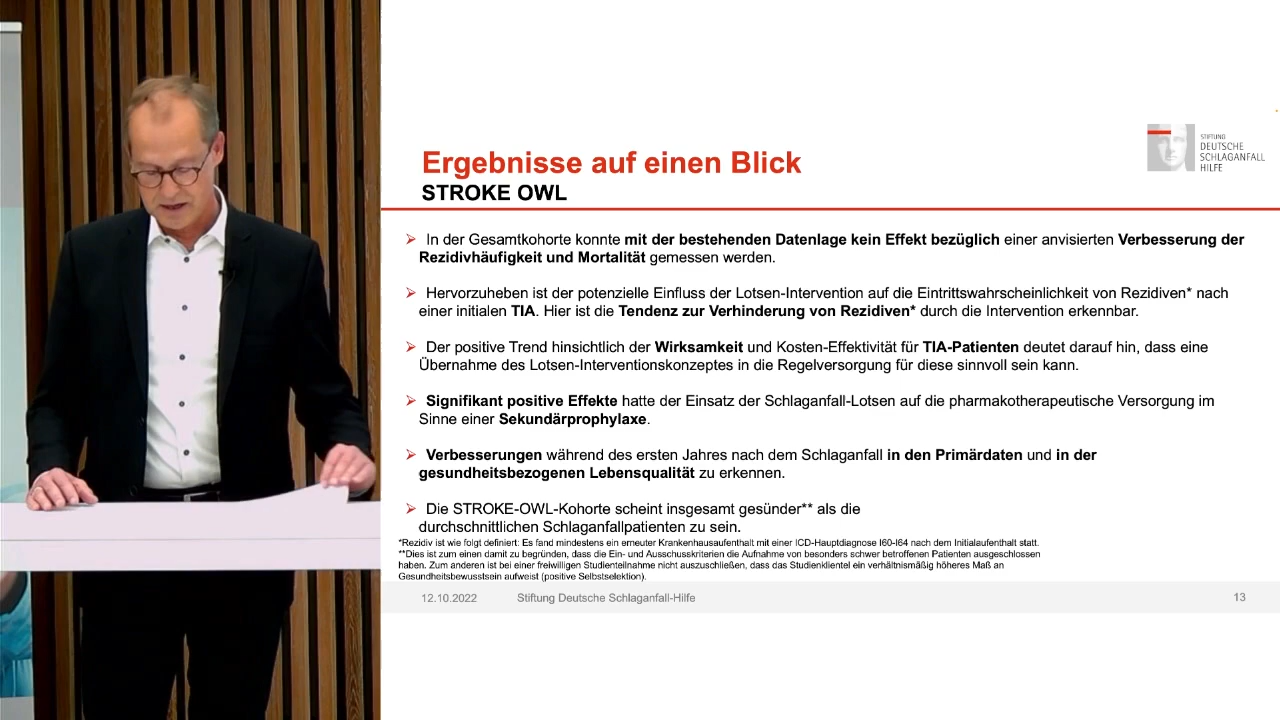 STIFTUNG
DEUTSCHE
SCHLAGANFALL
HILFE
Ergebnisse auf einen Blick
STROKE OWL
➢ In der Gesamtkohorte konnte mit der bestehenden Datenlage kein Effekt bezüglich einer anvisierten Verbesserung der
Rezidivhäufigkeit und Mortalität gemessen werden.
➢ Hervorzuheben ist der potenzielle Einfluss der Lotsen-Intervention auf die Eintrittswahrscheinlichkeit von Rezidiven* nach
einer initialen TIA. Hier ist die Tendenz zur Verhinderung von Rezidiven* durch die Intervention erkennbar.
➢ Der positive Trend hinsichtlich der Wirksamkeit und Kosten-Effektivität für TIA-Patienten deutet darauf hin, dass eine
Übernahme des Lotsen-Interventionskonzeptes in die Regelversorgung für diese sinnvoll sein kann.
➢ Signifikant positive Effekte hatte der Einsatz der Schlaganfall-Lotsen auf die pharmakotherapeutische Versorgung im
Sinne einer Sekundärprophylaxe.
➢ Verbesserungen während des ersten Jahres nach dem Schlaganfall in den Primärdaten und in der
gesundheitsbezogenen Lebensqualität zu erkennen.
➢ Die STROKE-OWL-Kohorte scheint insgesamt gesünder** als die
durchschnittlichen Schlaganfallpatienten zu sein.
*Rezidiv ist wie folgt definiert: Es fand mindestens ein erneuter Krankenhausaufenthalt mit einer ICD-Hauptdiagnose I60-I64 nach dem Initialaufenthalt statt.
**Dies ist zum einen damit zu begründen, dass die Ein- und Ausschusskriterien die Aufnahme von besonders schwer betroffenen Patienten ausgeschlossen
haben. Zum anderen ist bei einer freiwilligen Studienteilnahme nicht auszuschließen, dass das Studienklientel ein verhältnismäßig höheres Maß an
Gesundheitsbewusstsein aufweist (positive Selbstselektion).
12.10.2022 Stiftung Deutsche Schlaganfall-Hilfe 13